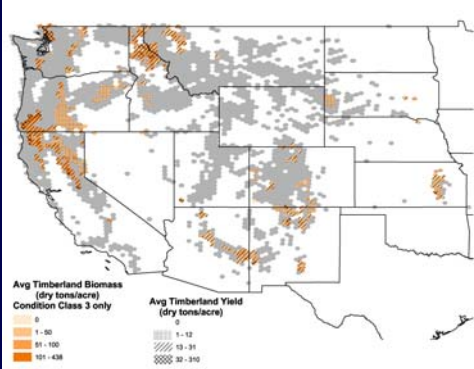 Avg Timberland Biomass
(dry tons/acre)
Condition Class 3 only
0
1 - 50
51 - 100
101 - 438
Avg Timberland Yield
(dry tons/acre)
0
1 - 12
13 - 31
32 - 310